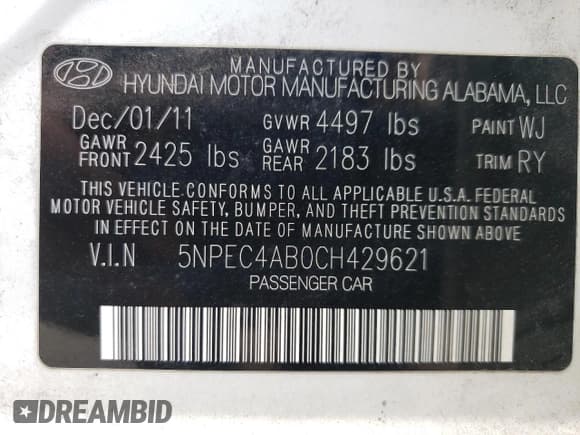 MANUFACTURED BY
HYUNDAI MOTOR MANUFACTURING ALABAMA, LLC
Dec/01/11 GVWR 4497 lbs PAINT WJ
GAWR FRONT 2425 lbs GAWR REAR 2183 lbs TRIM RY
THIS VEHICLE CONFORMS TO ALL APPLICABLE U.S.A. FEDERAL
MOTOR VEHICLE SAFETY, BUMPER, AND THEFT PREVENTION STANDARDS
IN EFFECT ON THE DATE OF MANUFACTURE SHOWN ABOVE.
V.I.N 5NPEC4AB0CH429621
PASSENGER CAR
DREAMBID